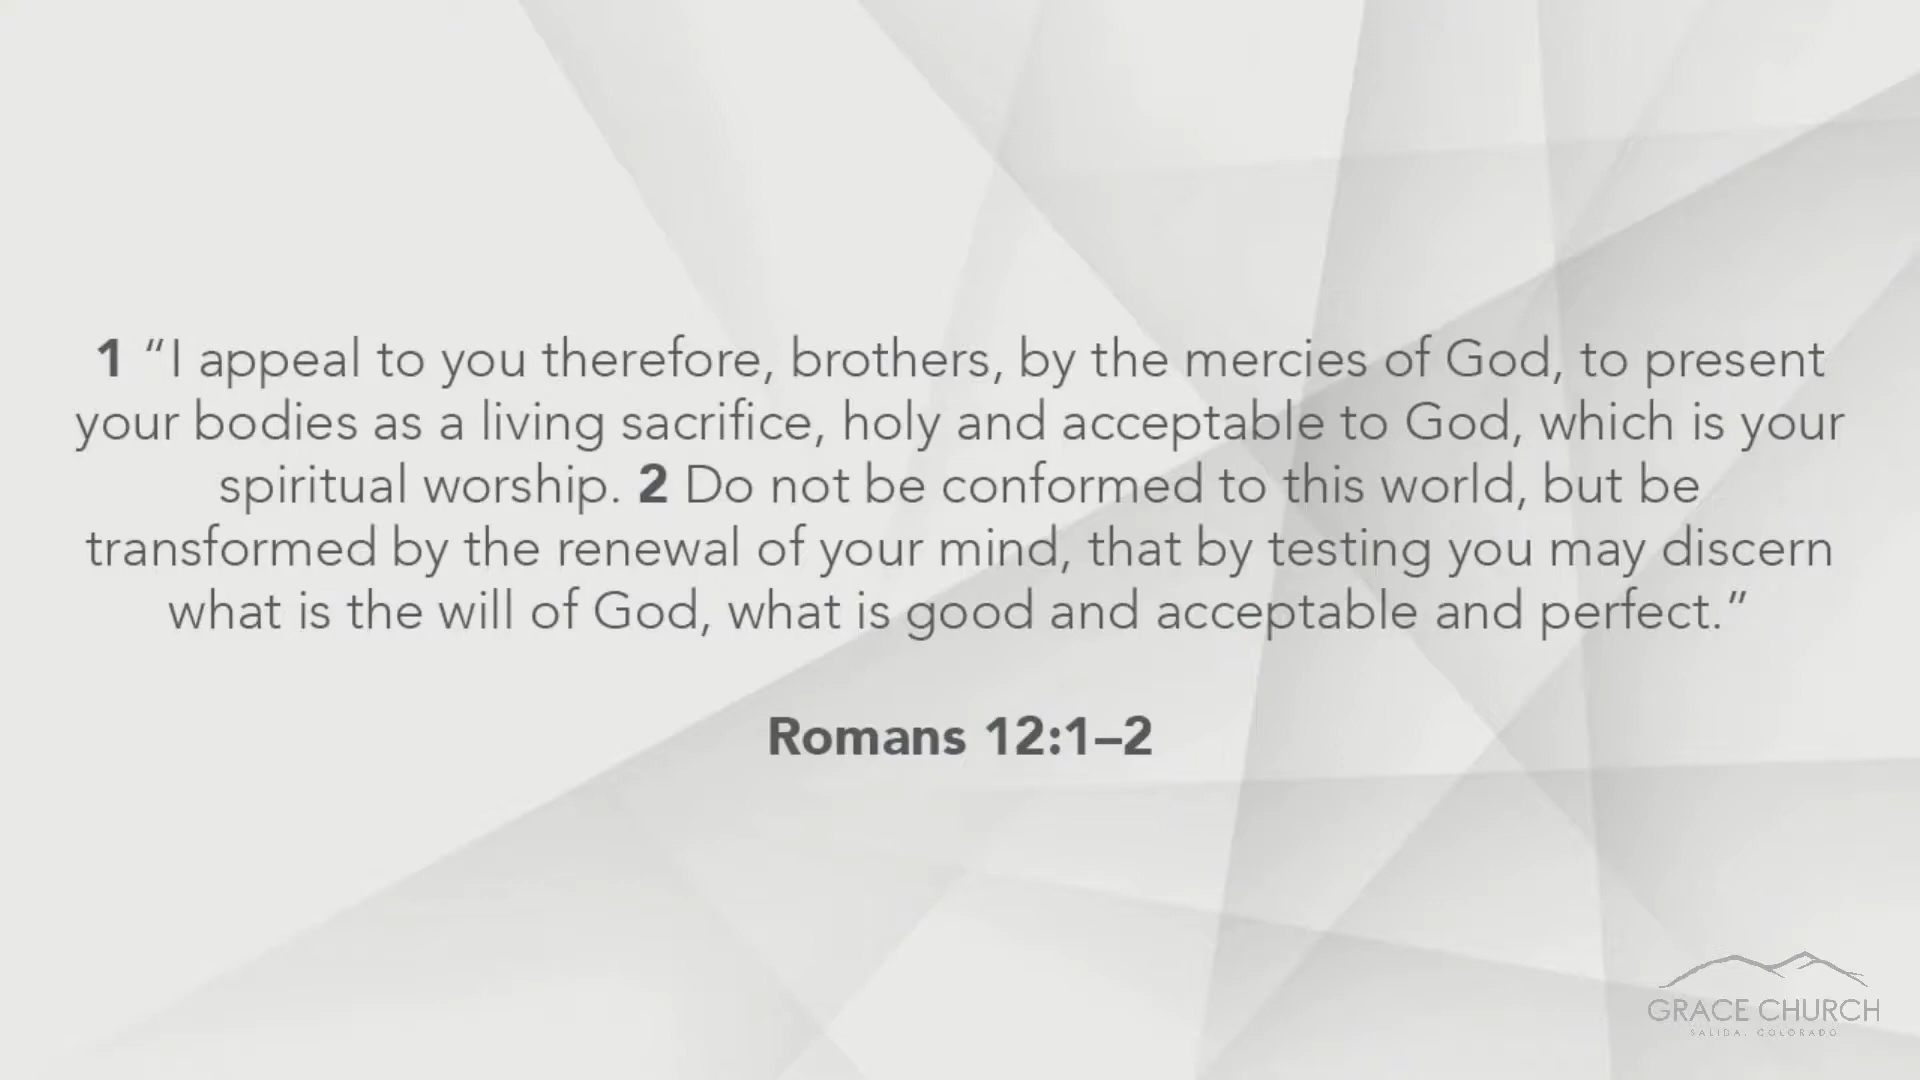 1 “I appeal to you therefore, brothers, by the mercies of God, to present
your bodies as a living sacrifice, holy and acceptable to God, which is your
spiritual worship. 2 Do not be conformed to this world, but be
transformed by the renewal of your mind, that by testing you may discern
what is the will of God, what is good and acceptable and perfect.”
Romans 12:1–2
GRACE CHURCH
SALIDA, COLORADO